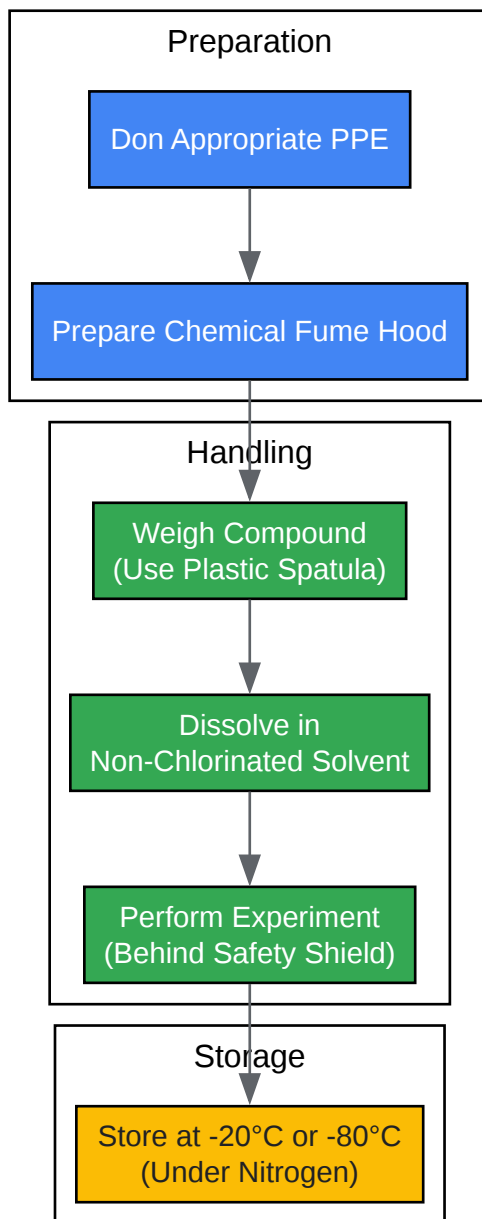 Preparation
Don Appropriate PPE
Prepare Chemical Fume Hood
Handling
Weigh Compound
(Use Plastic Spatula)
Dissolve in
Non-Chlorinated Solvent
Perform Experiment
(Behind Safety Shield)
Storage
Store at -20°C or -80°C
(Under Nitrogen)